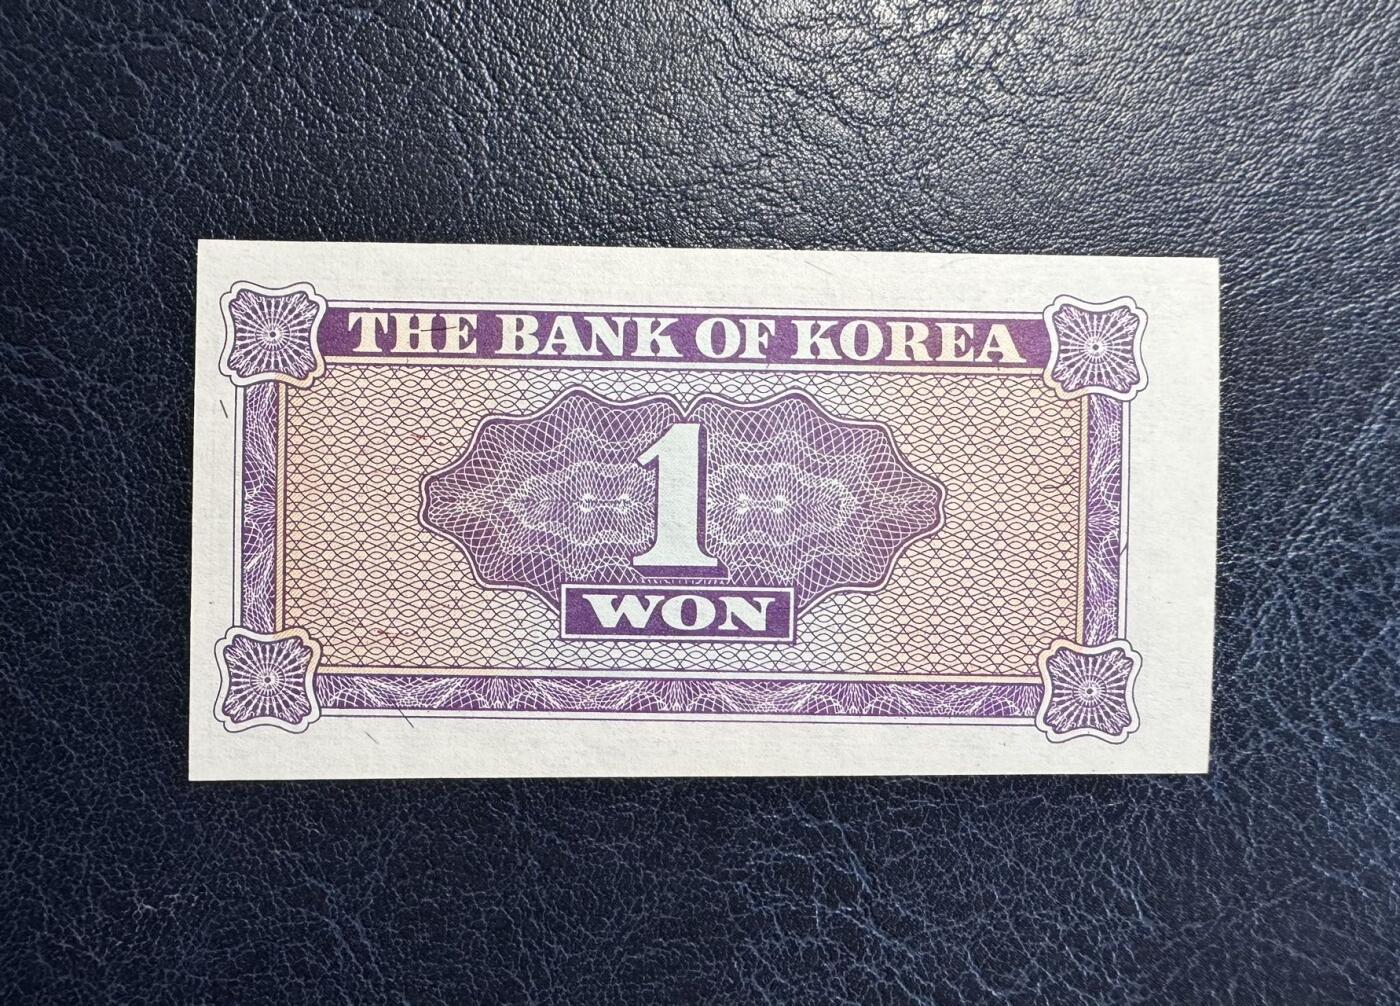 THE BANK OF KOREA
1
WON